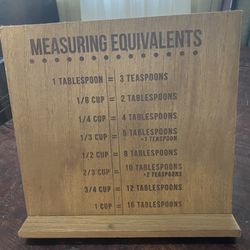 MEASURING EQUIVALENTS
1 TABLESPOON = 3 TEASPOONS
1/8 CUP = 2 TABLESPOONS
1/4 CUP = 4 TABLESPOONS
1/3 CUP = 5 TABLESPOONS
+1 TEASPOON
1/2 CUP = 8 TABLESPOONS
2/3 CUP = 10 TABLESPOONS
+2 TEASPOONS
3/4 CUP = 12 TABLESPOONS
1 CUP = 16 TABLESPOONS